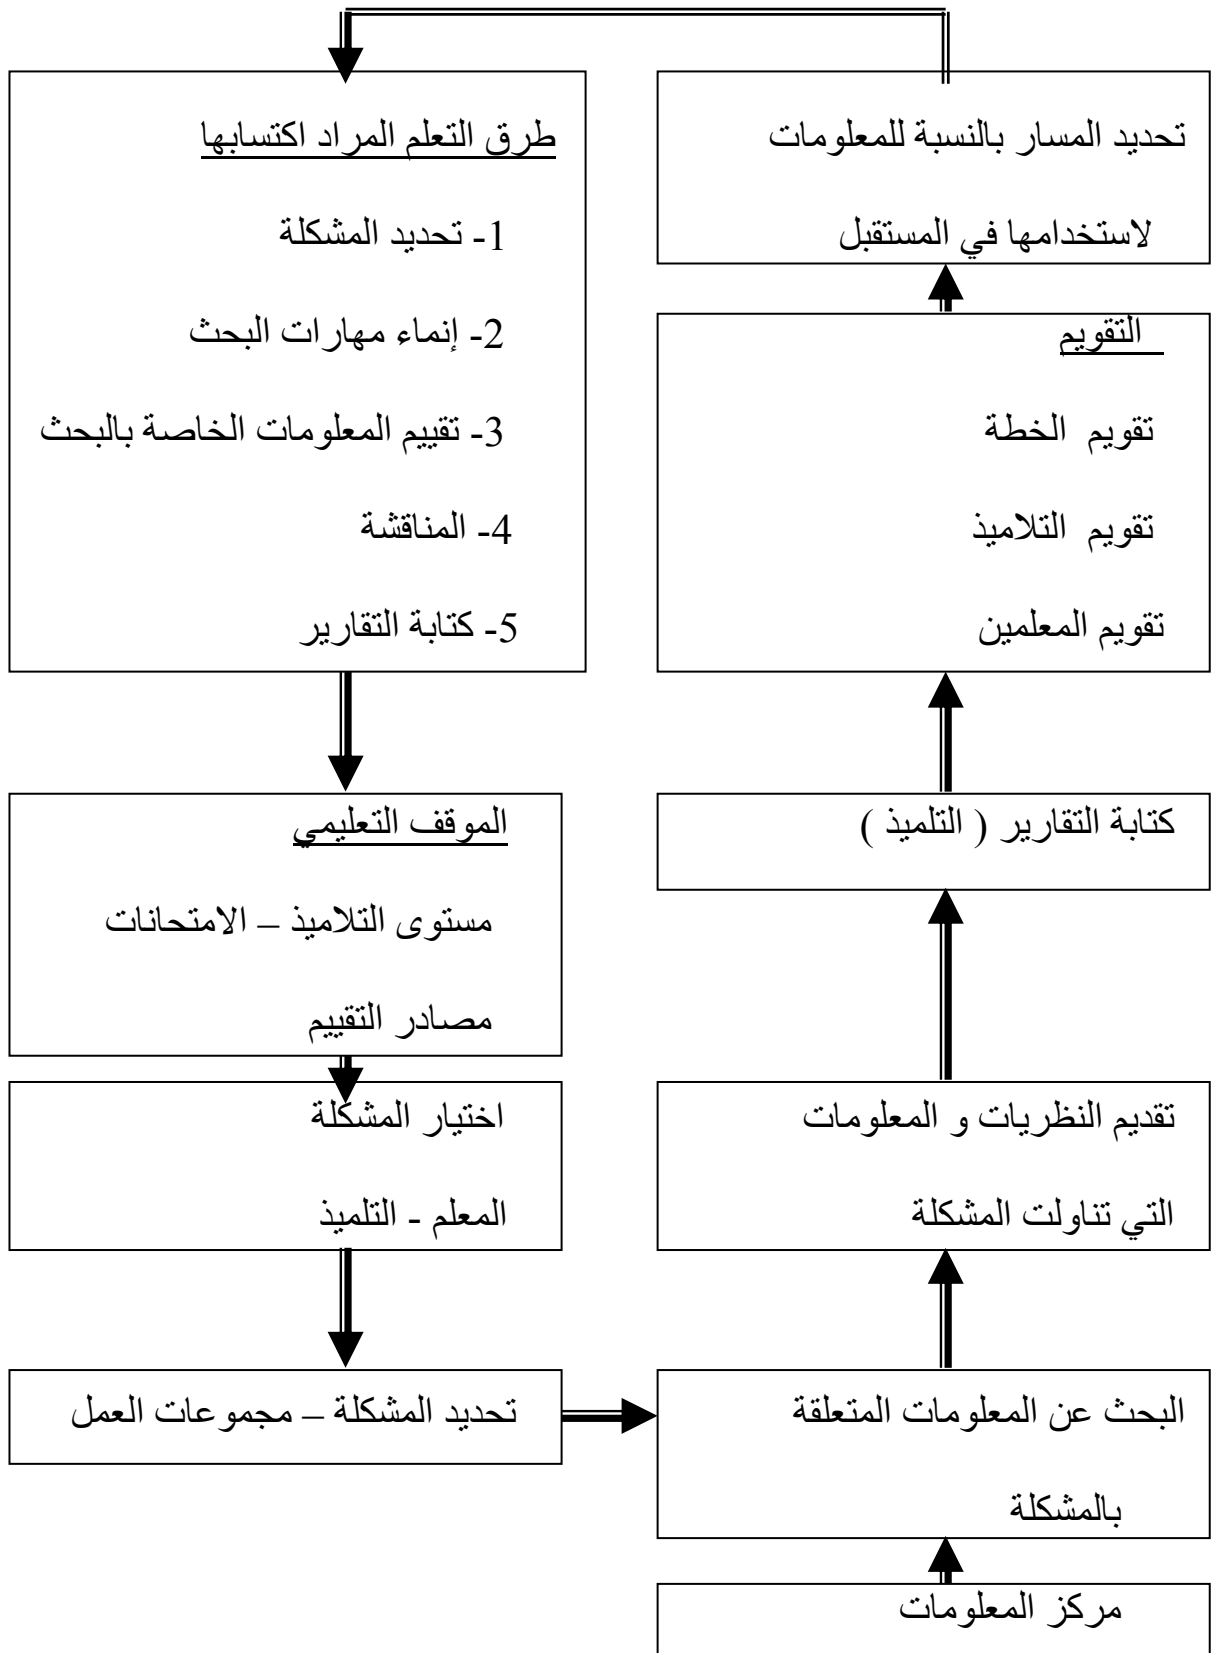 طرق التعلم المراد اكتسابها
1- تحديد المشكلة
2- إنماء مهارات البحث
3- تقييم المعلومات الخاصة بالبحث
4- المناقشة
5- كتابة التقارير
الموقف التعليمي
مستوى التلاميذ – الامتحانات
مصادر التقييم
اختيار المشكلة
المعلم - التلميذ
تحديد المشكلة – مجموعات العمل
مركز المعلومات
البحث عن المعلومات المتعلقة
بالمشكلة
تقديم النظريات و المعلومات
التي تناولت المشكلة
كتابة التقارير ( التلميذ )
التقويم
تقويم الخطة
تقويم التلاميذ
تقويم المعلمين
تحديد المسار بالنسبة للمعلومات
لاستخدامها في المستقبل